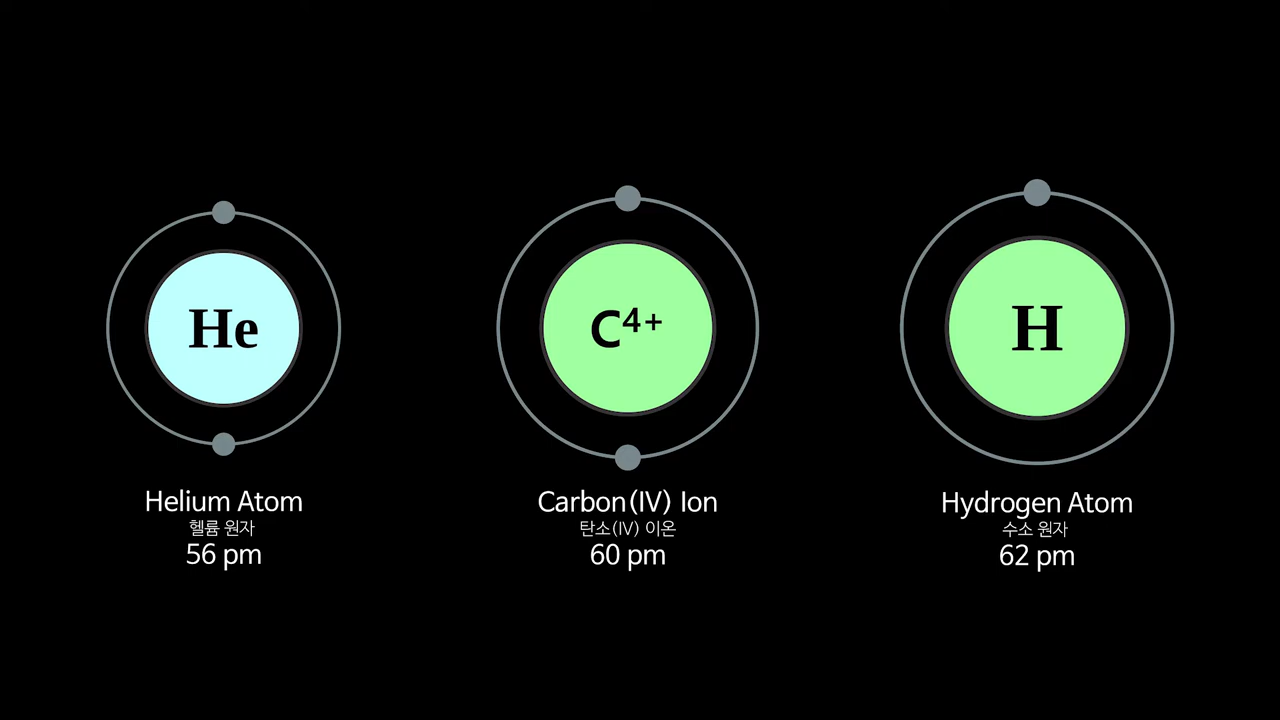 He
C⁴⁺
H
Helium Atom
헬륨 원자
56 pm
Carbon(IV) Ion
탄소(IV) 이온
60 pm
Hydrogen Atom
수소 원자
62 pm